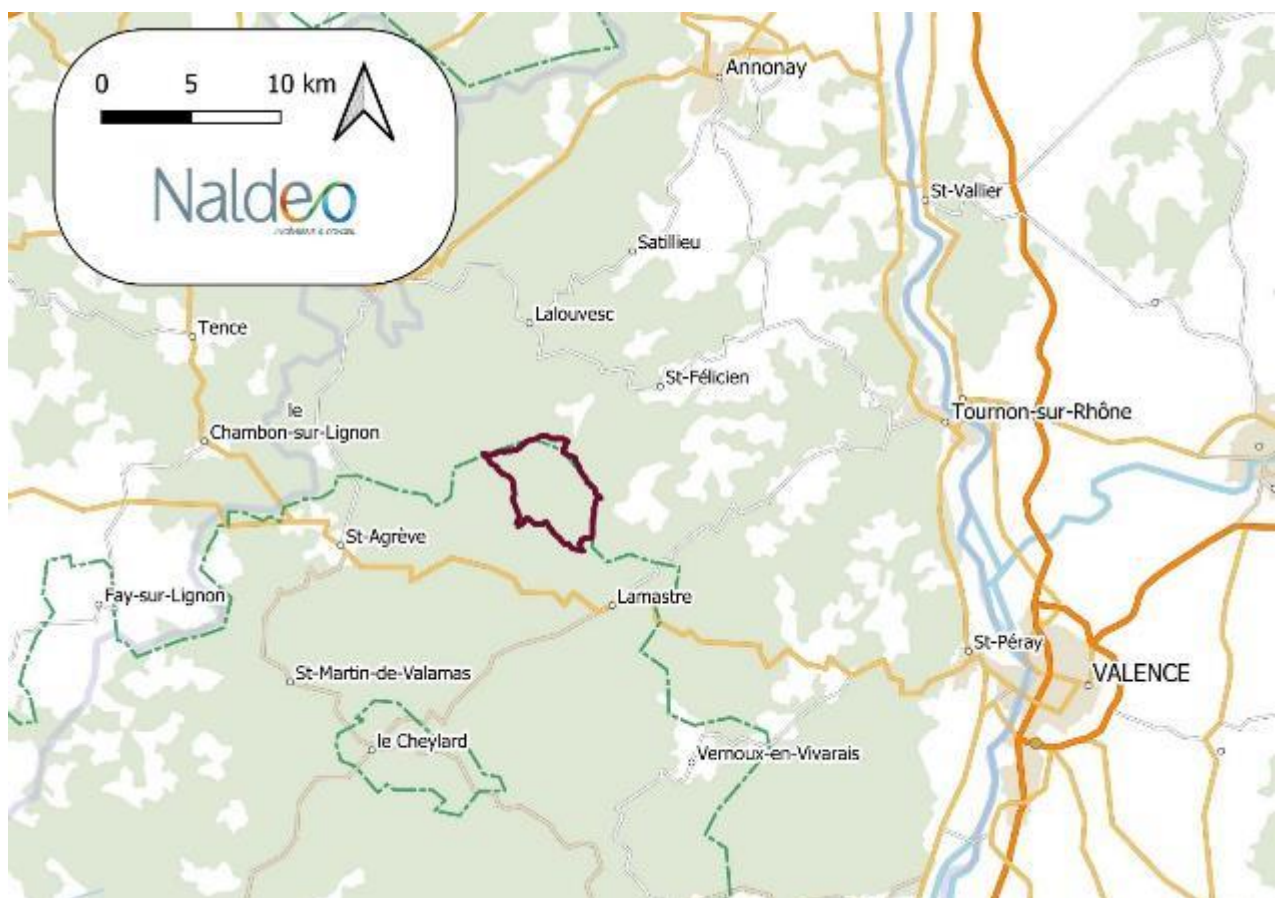 0 5 10 km
Naldeo
Annonay
St-Vallier
Satillieu
Lalouvesc
Tence
St-Félicien
le
Chambon-sur-Lignon
Tournon-sur-Rhône
St-Agrève
Fay-sur-Lignon
Lamastre
St-Péray
VALENCE
St-Martin-de-Valamas
le Cheylard
Vernoux-en-Vivarais